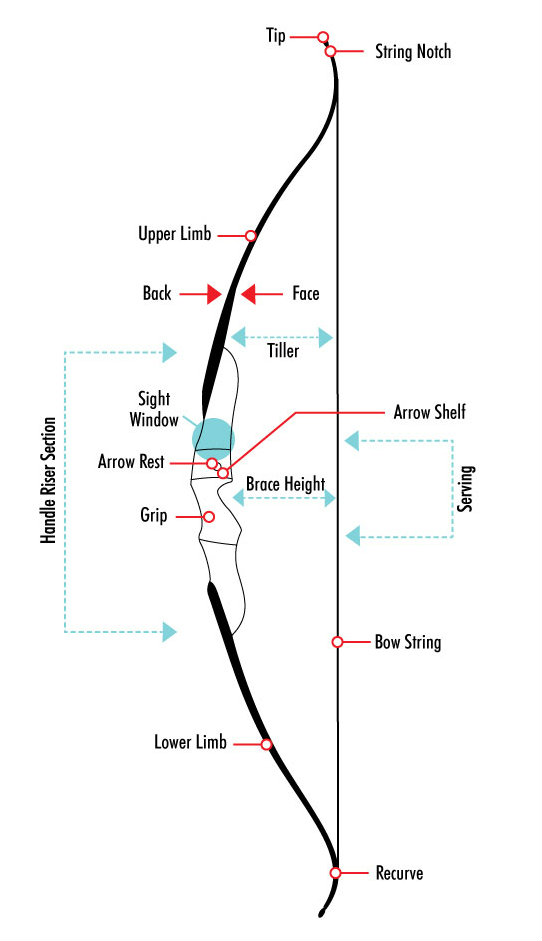 Tip
String Notch
Upper Limb
Back
Face
Tiller
Sight
Window
Arrow Shelf
Handle Riser Section
Arrow Rest
Brace Height
Serving
Grip
Bow String
Lower Limb
Recurve